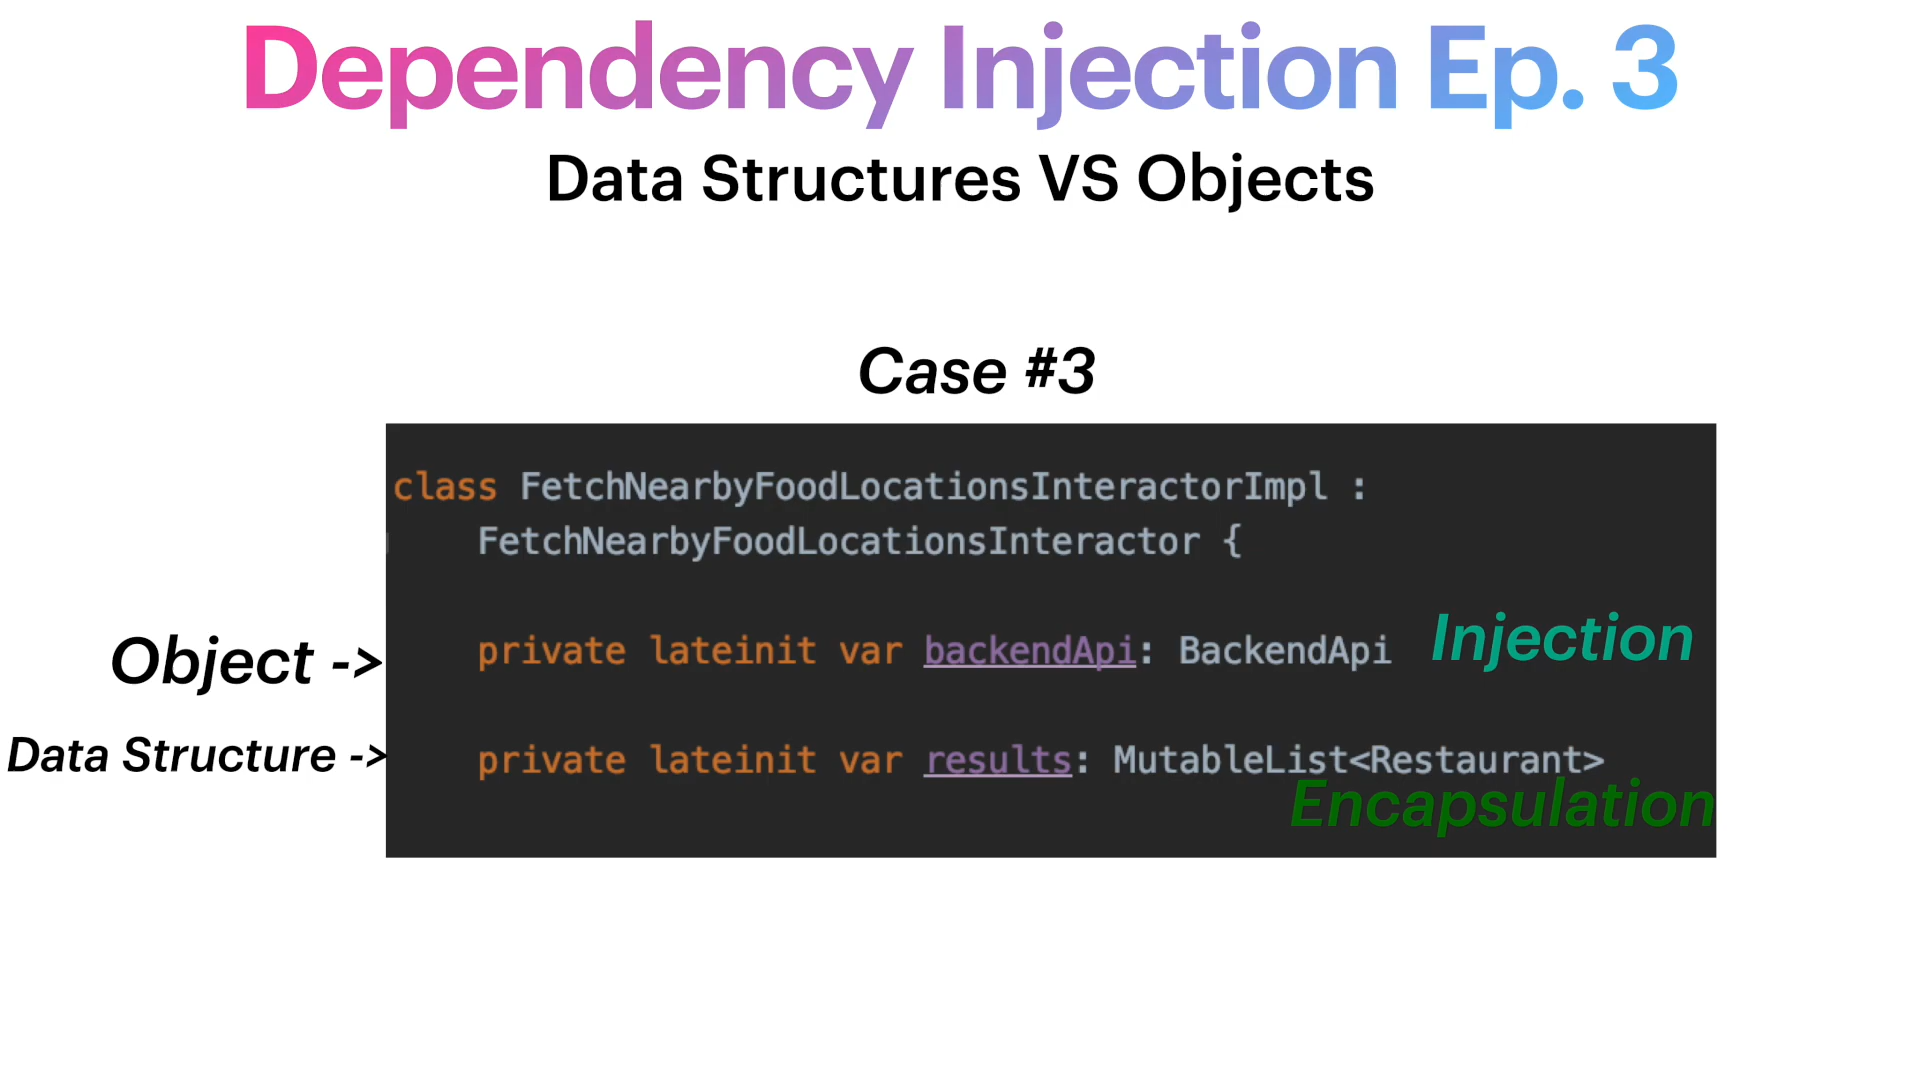 Dependency Injection Ep. 3
Data Structures VS Objects
Case #3
class FetchNearbyFoodLocationsInteractorImpl :
FetchNearbyFoodLocationsInteractor {
Object -> private lateinit var backendApi: BackendApi Injection
Data Structure -> private lateinit var results: MutableList<Restaurant>
Encapsulation